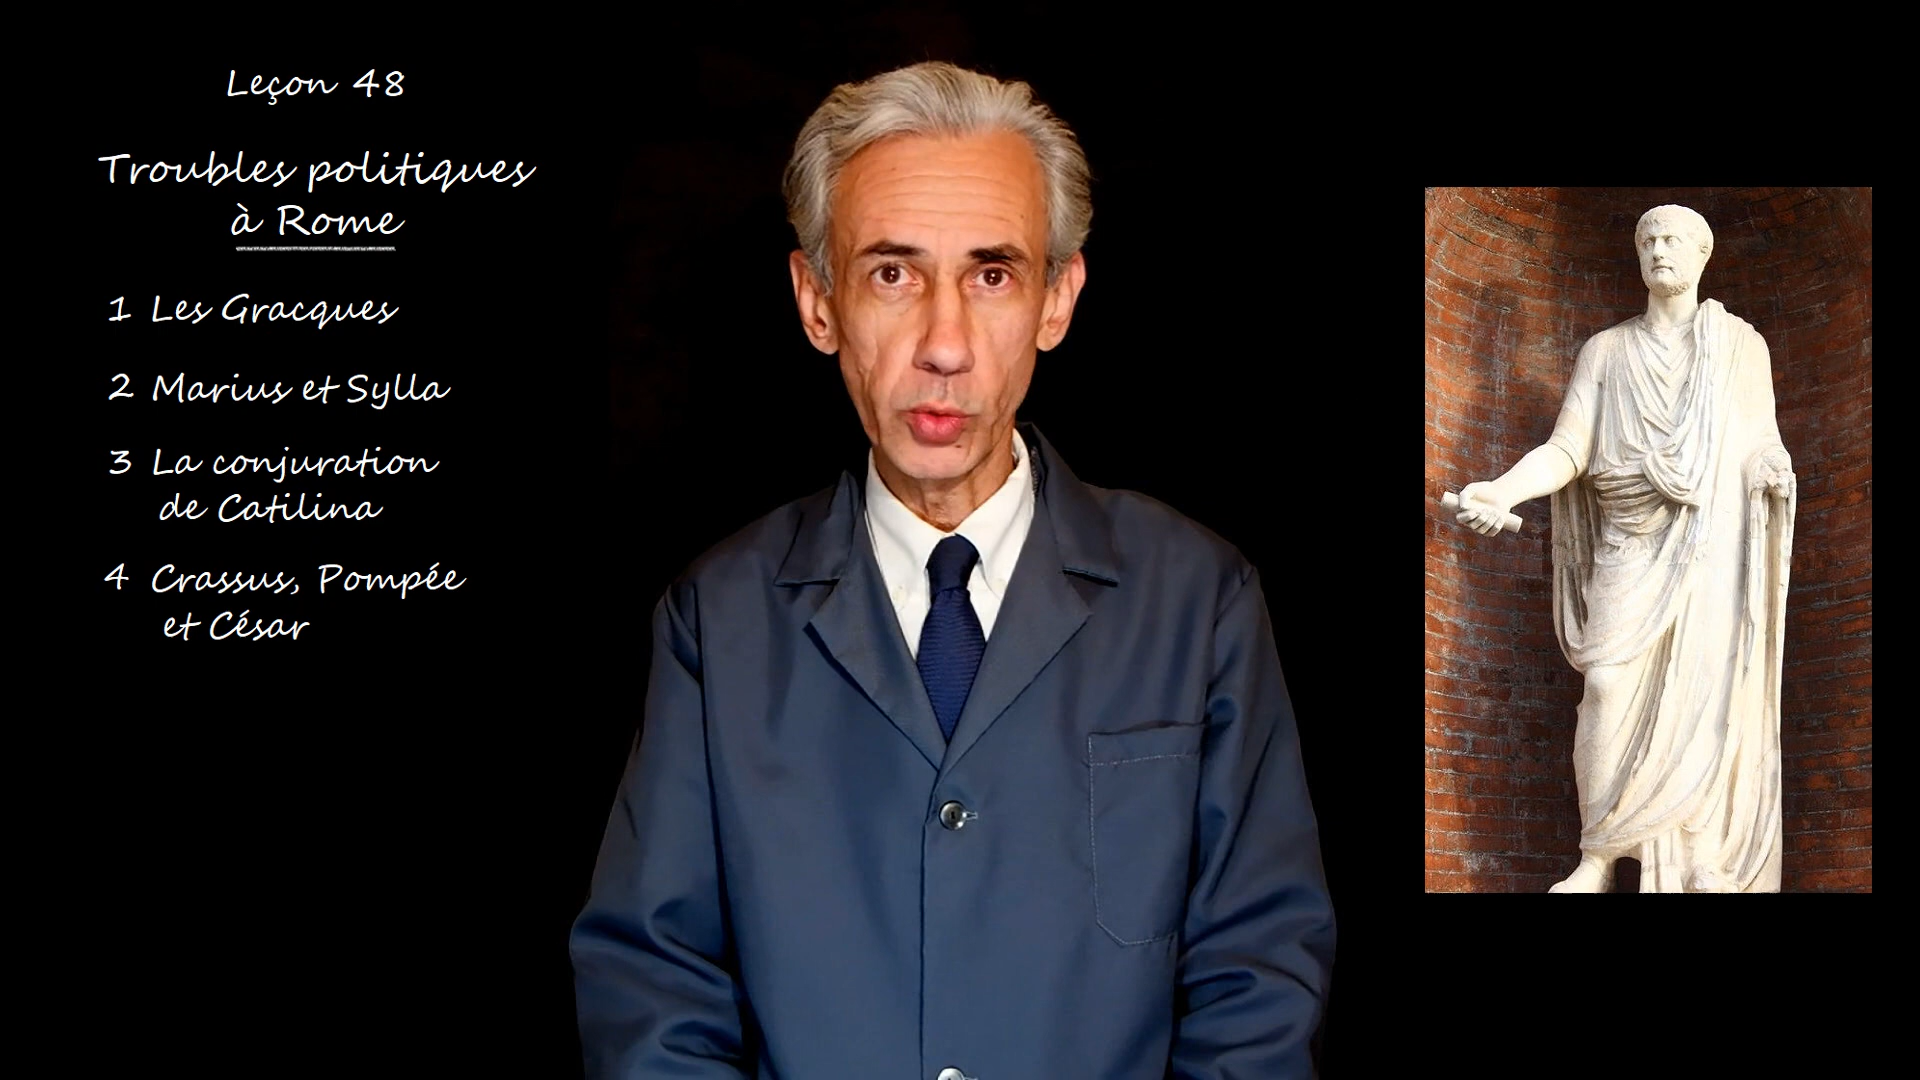 Leçon 48
Troubles politiques
à Rome
1 Les Gracques
2 Marius et Sylla
3 La conjuration
de Catilina
4 Crassus, Pompée
et César